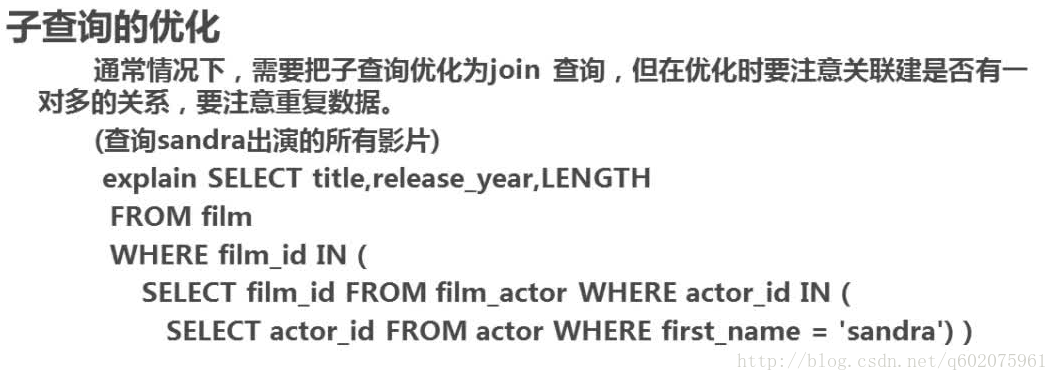 子查询的优化
通常情况下，需要把子查询优化为join 查询，但在优化时要注意关联建是否有一
对多的关系，要注意重复数据。
(查询sandra出演的所有影片)
explain SELECT title,release_year,LENGTH
FROM film
WHERE film_id IN (
SELECT film_id FROM film_actor WHERE actor_id IN (
SELECT actor_id FROM actor WHERE first_name = 'sandra') )
http://blog.csdn.net/q602075961